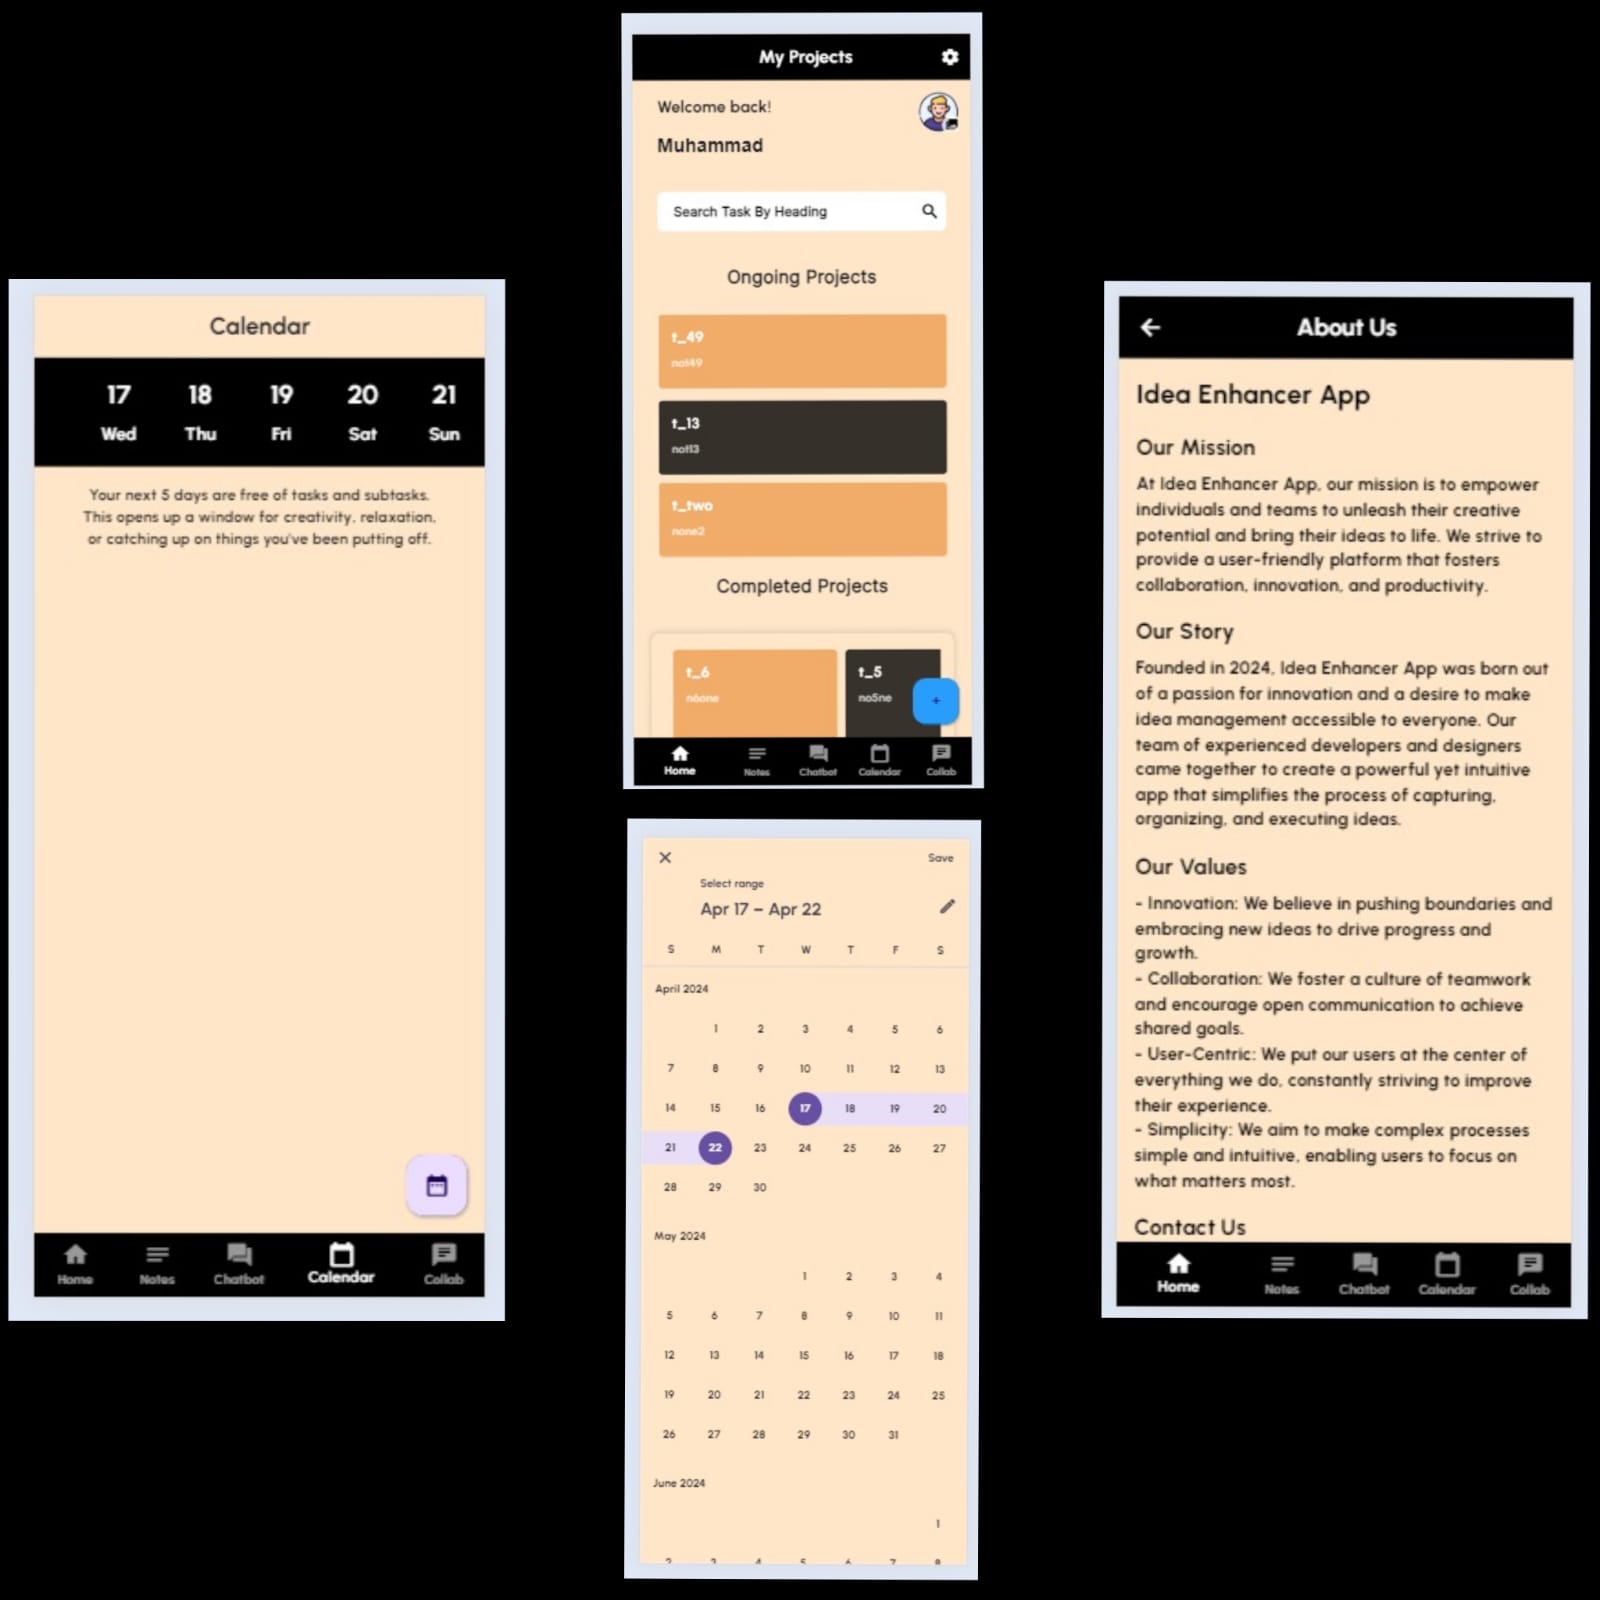 My Projects
Welcome back!
Muhammad
Search Task By Heading
Ongoing Projects
t_49
not49
t_13
not13
t_two
none2
Completed Projects
t_6
n6one
t_5
no5ne
+
Home Notes Chatbot Calendar Collab
Calendar
17 18 19 20 21
Wed Thu Fri Sat Sun
Your next 5 days are free of tasks and subtasks.
This opens up a window for creativity, relaxation,
or catching up on things you've been putting off.
Home Notes Chatbot Calendar Collab
Save
Select range
Apr 17 – Apr 22
S M T W T F S
April 2024
1 2 3 4 5 6
7 8 9 10 11 12 13
14 15 16 17 18 19 20
21 22 23 24 25 26 27
28 29 30
May 2024
1 2 3 4
5 6 7 8 9 10 11
12 13 14 15 16 17 18
19 20 21 22 23 24 25
26 27 28 29 30 31
June 2024
1
2 3 4 5 6 7 8
About Us
Idea Enhancer App
Our Mission
At Idea Enhancer App, our mission is to empower
individuals and teams to unleash their creative
potential and bring their ideas to life. We strive to
provide a user-friendly platform that fosters
collaboration, innovation, and productivity.
Our Story
Founded in 2024, Idea Enhancer App was born out
of a passion for innovation and a desire to make
idea management accessible to everyone. Our
team of experienced developers and designers
came together to create a powerful yet intuitive
app that simplifies the process of capturing,
organizing, and executing ideas.
Our Values
- Innovation: We believe in pushing boundaries and
embracing new ideas to drive progress and
growth.
- Collaboration: We foster a culture of teamwork
and encourage open communication to achieve
shared goals.
- User-Centric: We put our users at the center of
everything we do, constantly striving to improve
their experience.
- Simplicity: We aim to make complex processes
simple and intuitive, enabling users to focus on
what matters most.
Contact Us
Home Notes Chatbot Calendar Collab